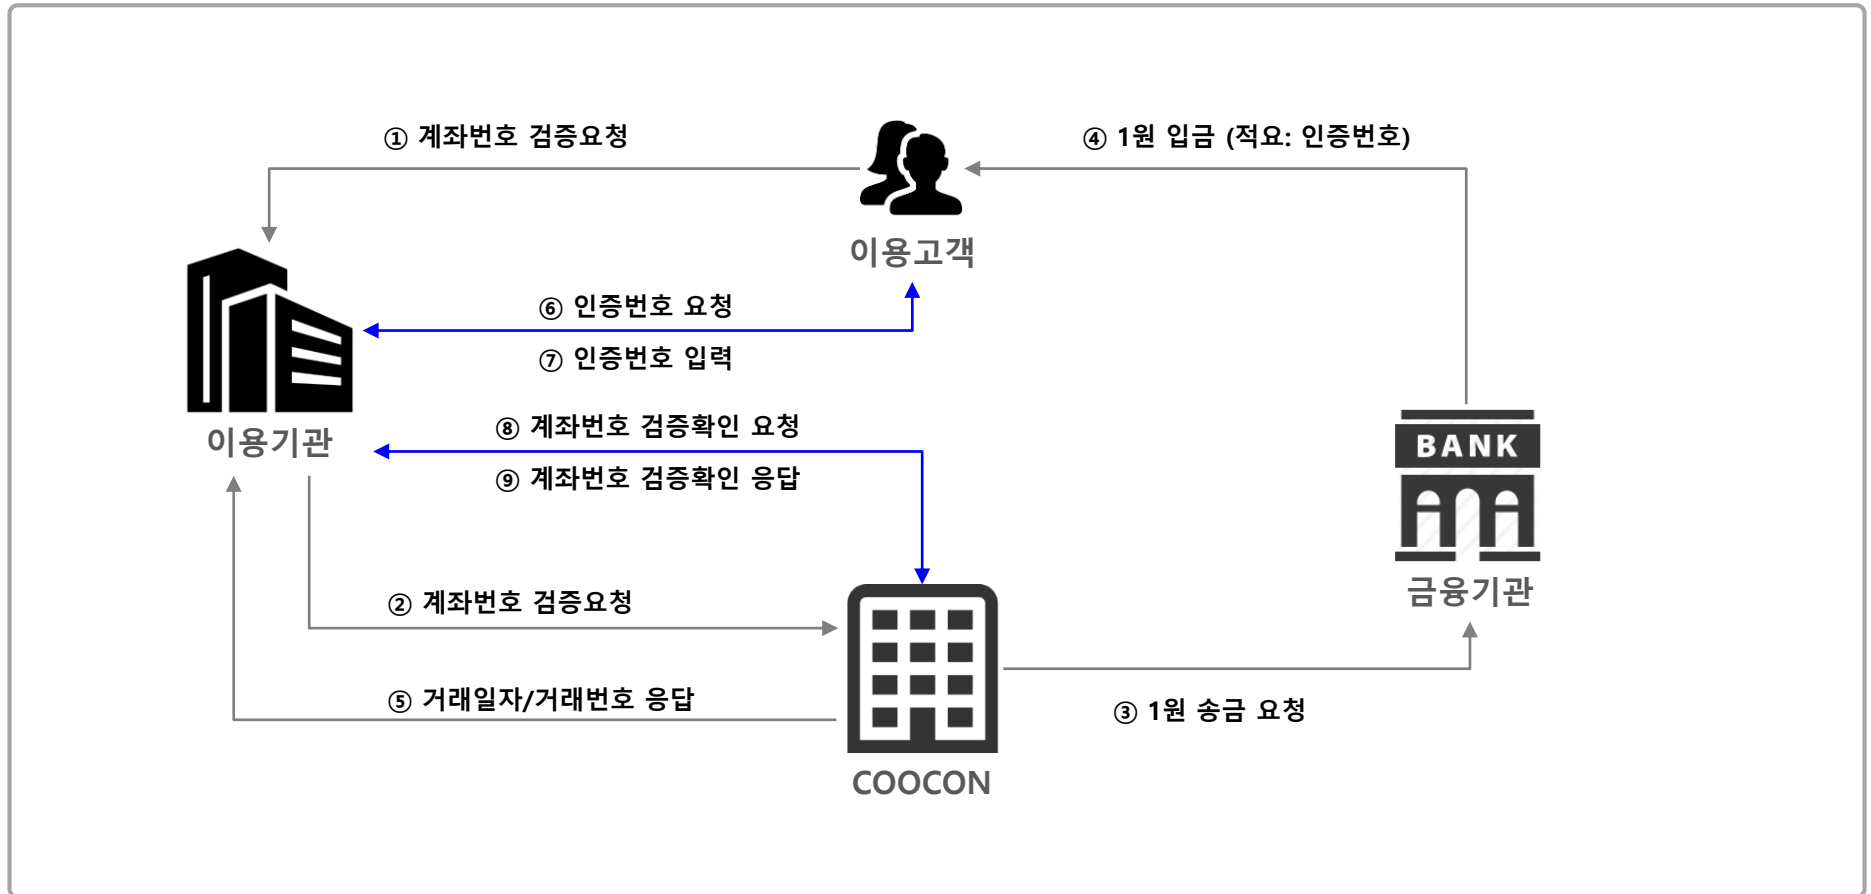 ① 계좌번호 검증요청
④ 1원 입금 (적요: 인증번호)
이용고객
⑥ 인증번호 요청
⑦ 인증번호 입력
이용기관
⑧ 계좌번호 검증확인 요청
⑨ 계좌번호 검증확인 응답
BANK
금융기관
② 계좌번호 검증요청
⑤ 거래일자/거래번호 응답
③ 1원 송금 요청
COOCON